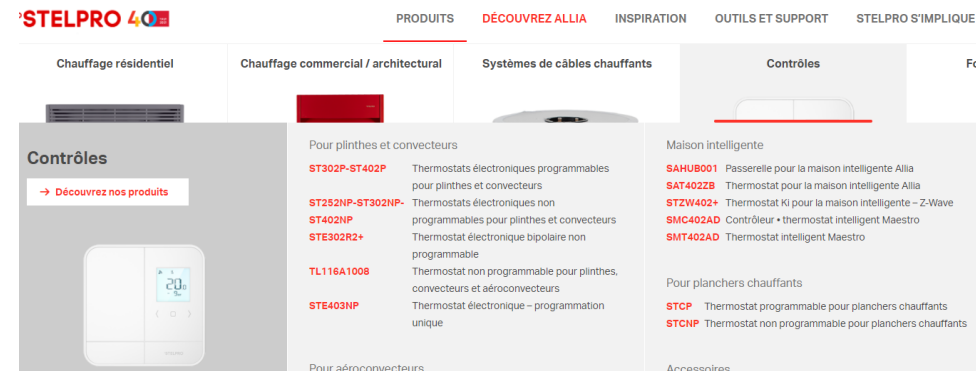 STELPRO 40
PRODUITS
DÉCOUVREZ ALLIA
INSPIRATION
OUTILS ET SUPPORT
STELPRO S'IMPLIQUE
Chauffage résidentiel
Chauffage commercial / architectural
Systèmes de câbles chauffants
Contrôles
Contrôles
→ Découvrez nos produits
20
Pour plinthes et convecteurs
ST302P-ST402P Thermostats électroniques programmables
pour plinthes et convecteurs
ST252NP-ST302NP- Thermostats électroniques non
ST402NP programmables pour plinthes et convecteurs
STE302R2+ Thermostat électronique bipolaire non
programmable
TL116A1008 Thermostat non programmable pour plinthes,
convecteurs et aéroconvecteurs
STE403NP Thermostat électronique – programmation
unique
Pour aéroconvecteurs
Maison intelligente
SAHUB001 Passerelle pour la maison intelligente Allia
SAT402ZB Thermostat pour la maison intelligente Allia
STZW402+ Thermostat Ki pour la maison intelligente – Z-Wave
SMC402AD Contrôleur • thermostat intelligent Maestro
SMT402AD Thermostat intelligent Maestro
Pour planchers chauffants
STCP Thermostat programmable pour planchers chauffants
STCNP Thermostat non programmable pour planchers chauffants
Accessoires